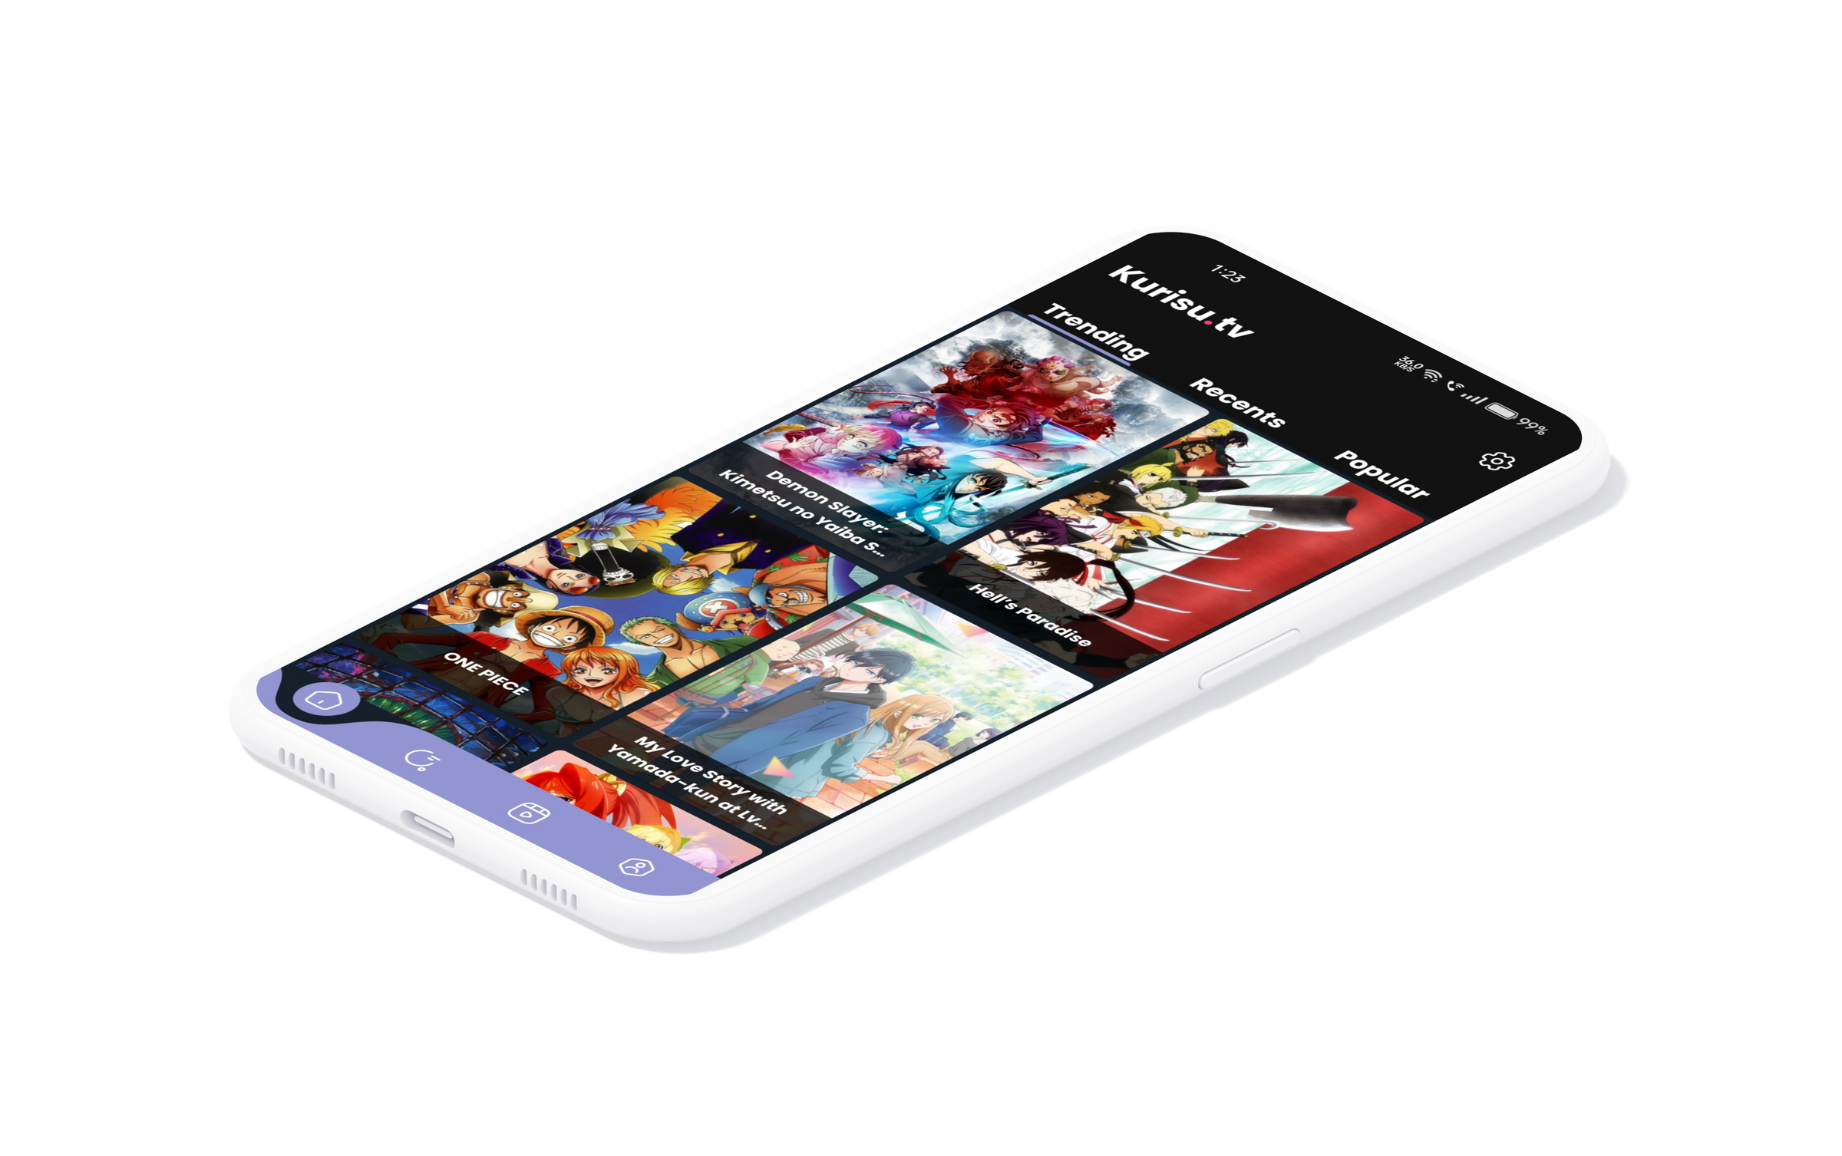 1:23
36.0
KB/S
99%
Kurisu.tv
Trending
Recents
Popular
Demon Slayer:
Kimetsu no Yaiba S...
Hell's Paradise
ONE PIECE
My Love Story with
Yamada-kun at Lv...